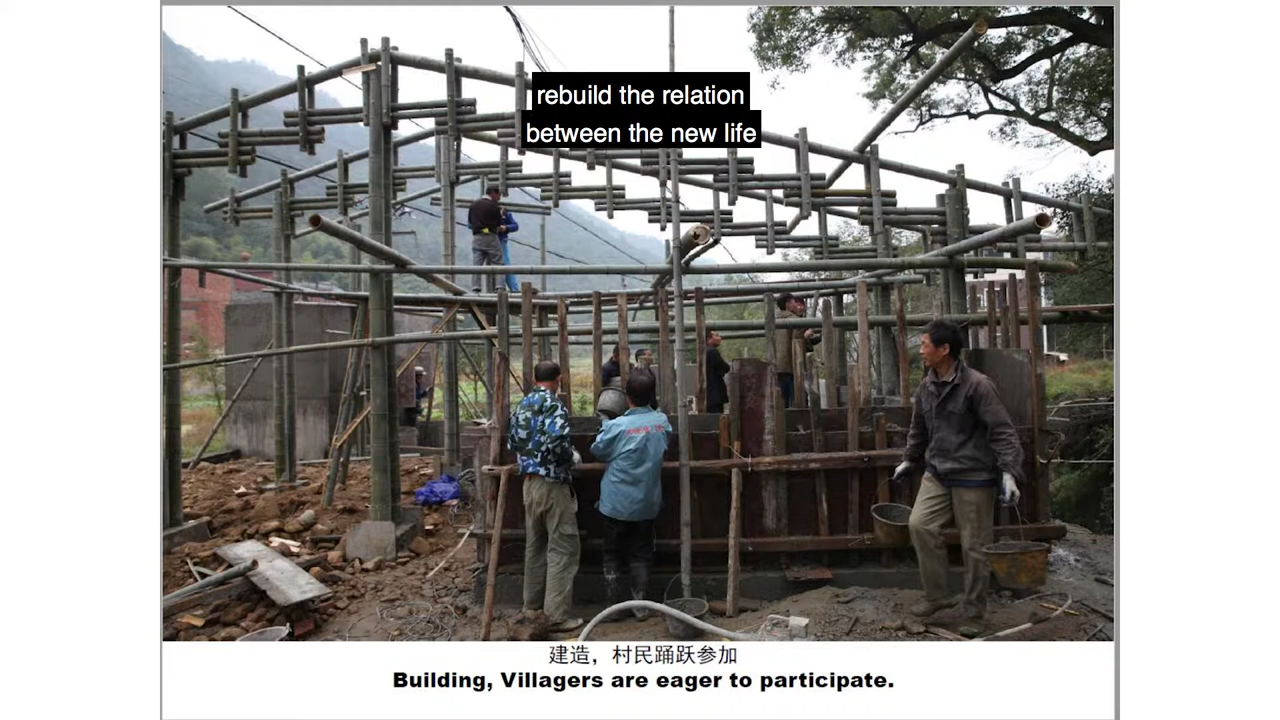 rebuild the relation
between the new life
建造，村民踊跃参加
Building, Villagers are eager to participate.